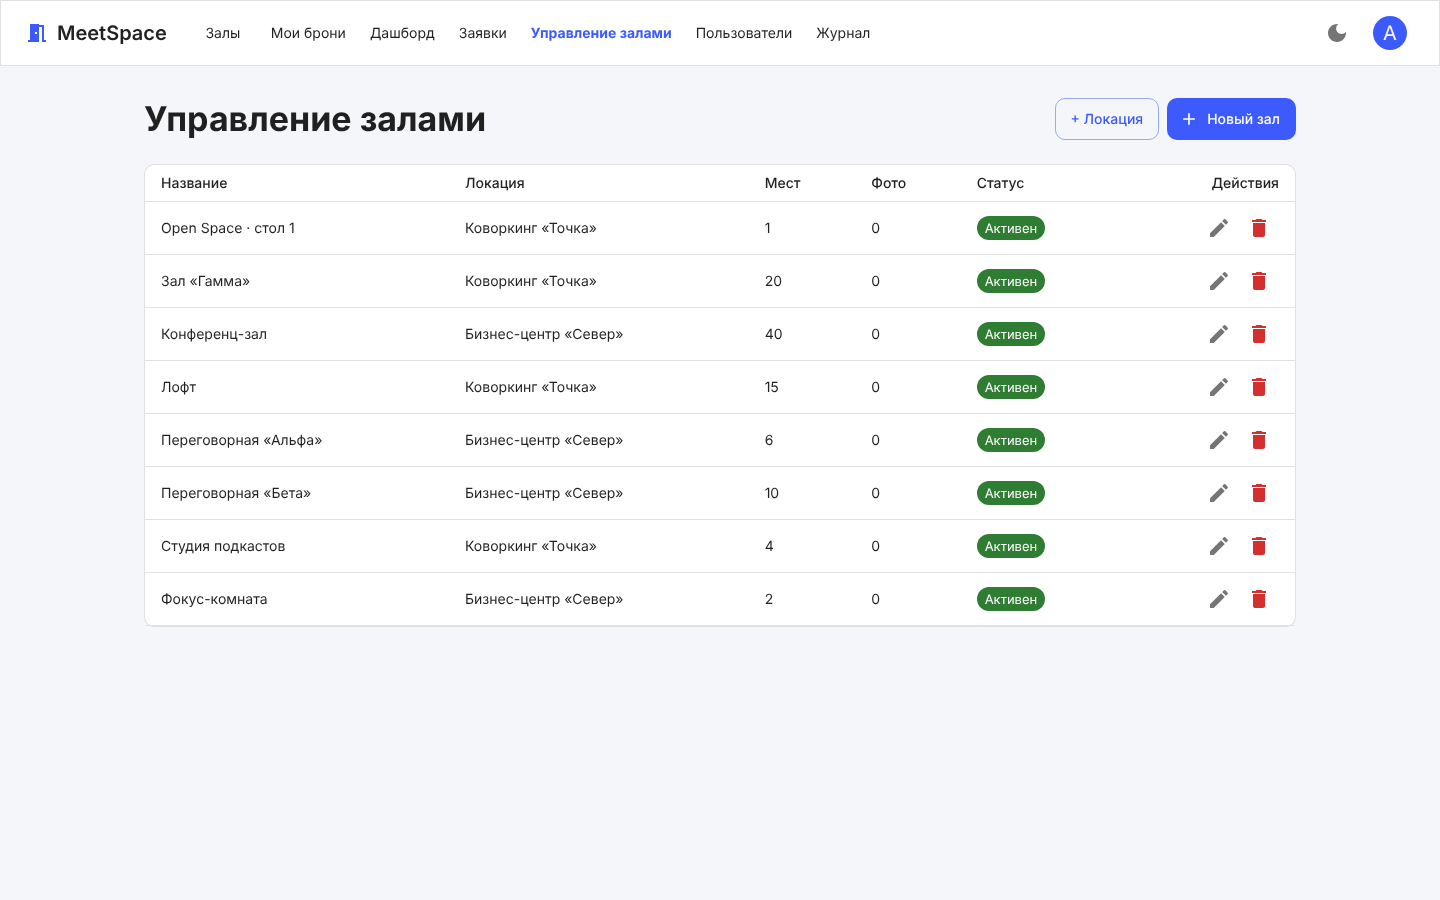 MeetSpace Залы Мои брони Дашборд Заявки Управление залами Пользователи Журнал A
Управление залами + Локация Новый зал
Название Локация Мест Фото Статус Действия
Open Space · стол 1 Коворкинг «Точка» 1 0 Активен
Зал «Гамма» Коворкинг «Точка» 20 0 Активен
Конференц-зал Бизнес-центр «Север» 40 0 Активен
Лофт Коворкинг «Точка» 15 0 Активен
Переговорная «Альфа» Бизнес-центр «Север» 6 0 Активен
Переговорная «Бета» Бизнес-центр «Север» 10 0 Активен
Студия подкастов Коворкинг «Точка» 4 0 Активен
Фокус-комната Бизнес-центр «Север» 2 0 Активен